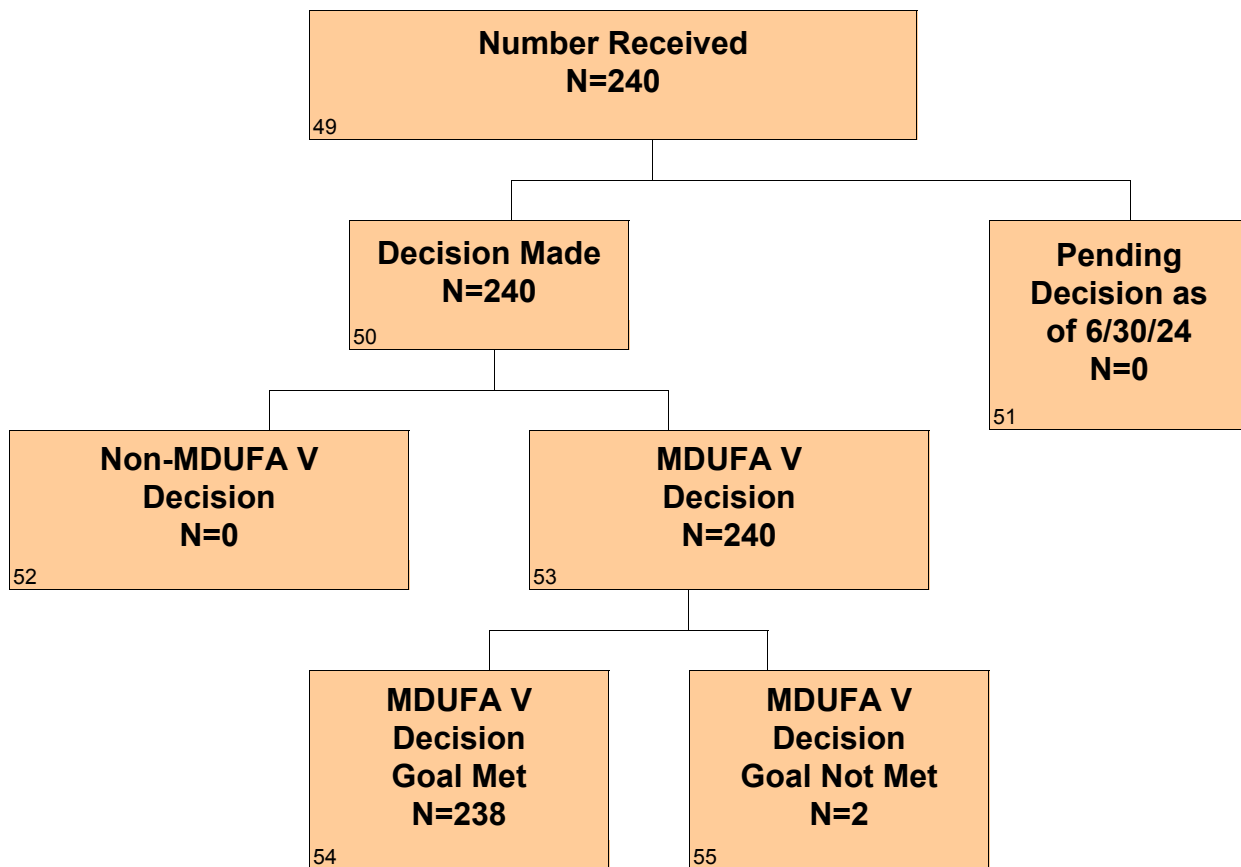 Number Received
N=240
49
Decision Made
N=240
50
Pending
Decision as
of 6/30/24
N=0
51
Non-MDUFA V
Decision
N=0
52
MDUFA V
Decision
N=240
53
MDUFA V
Decision
Goal Met
N=238
54
MDUFA V
Decision
Goal Not Met
N=2
55